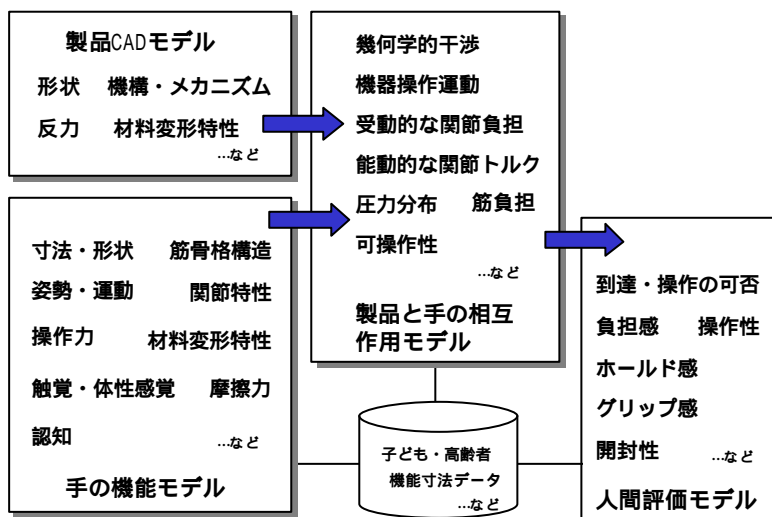 製品CADモデル
形状 機構・メカニズム
反力 材料変形特性
...など
寸法・形状 筋骨格構造
姿勢・運動 関節特性
操作力 材料変形特性
触覚・体性感覚 摩擦力
認知 ...など
手の機能モデル
幾何学的干渉
機器操作運動
受動的な関節負担
能動的な関節トルク
圧力分布 筋負担
可操作性
...など
製品と手の相互
作用モデル
子ども・高齢者
機能寸法データ
...など
到達・操作の可否
負担感 操作性
ホールド感
グリップ感
開封性 ...など
人間評価モデル